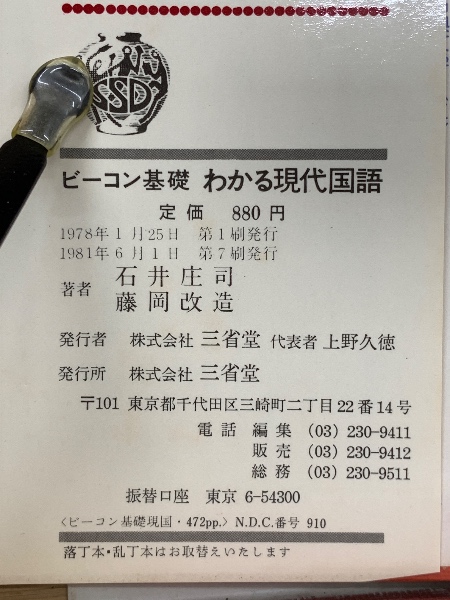 SSD
ビーコン基礎 わかる現代国語
定価 880円
1978年1月25日 第1刷発行
1981年6月1日 第7刷発行
著者 石井庄司
藤岡改造
発行者 株式会社 三省堂 代表者 上野久徳
発行所 株式会社 三省堂
〒101 東京都千代田区三崎町二丁目22番14号
電話 編集 (03) 230-9411
販売 (03) 230-9412
総務 (03) 230-9511
振替口座 東京 6-54300
〈ビーコン基礎現国・472pp.〉 N.D.C.番号 910
落丁本・乱丁本はお取替えいたします